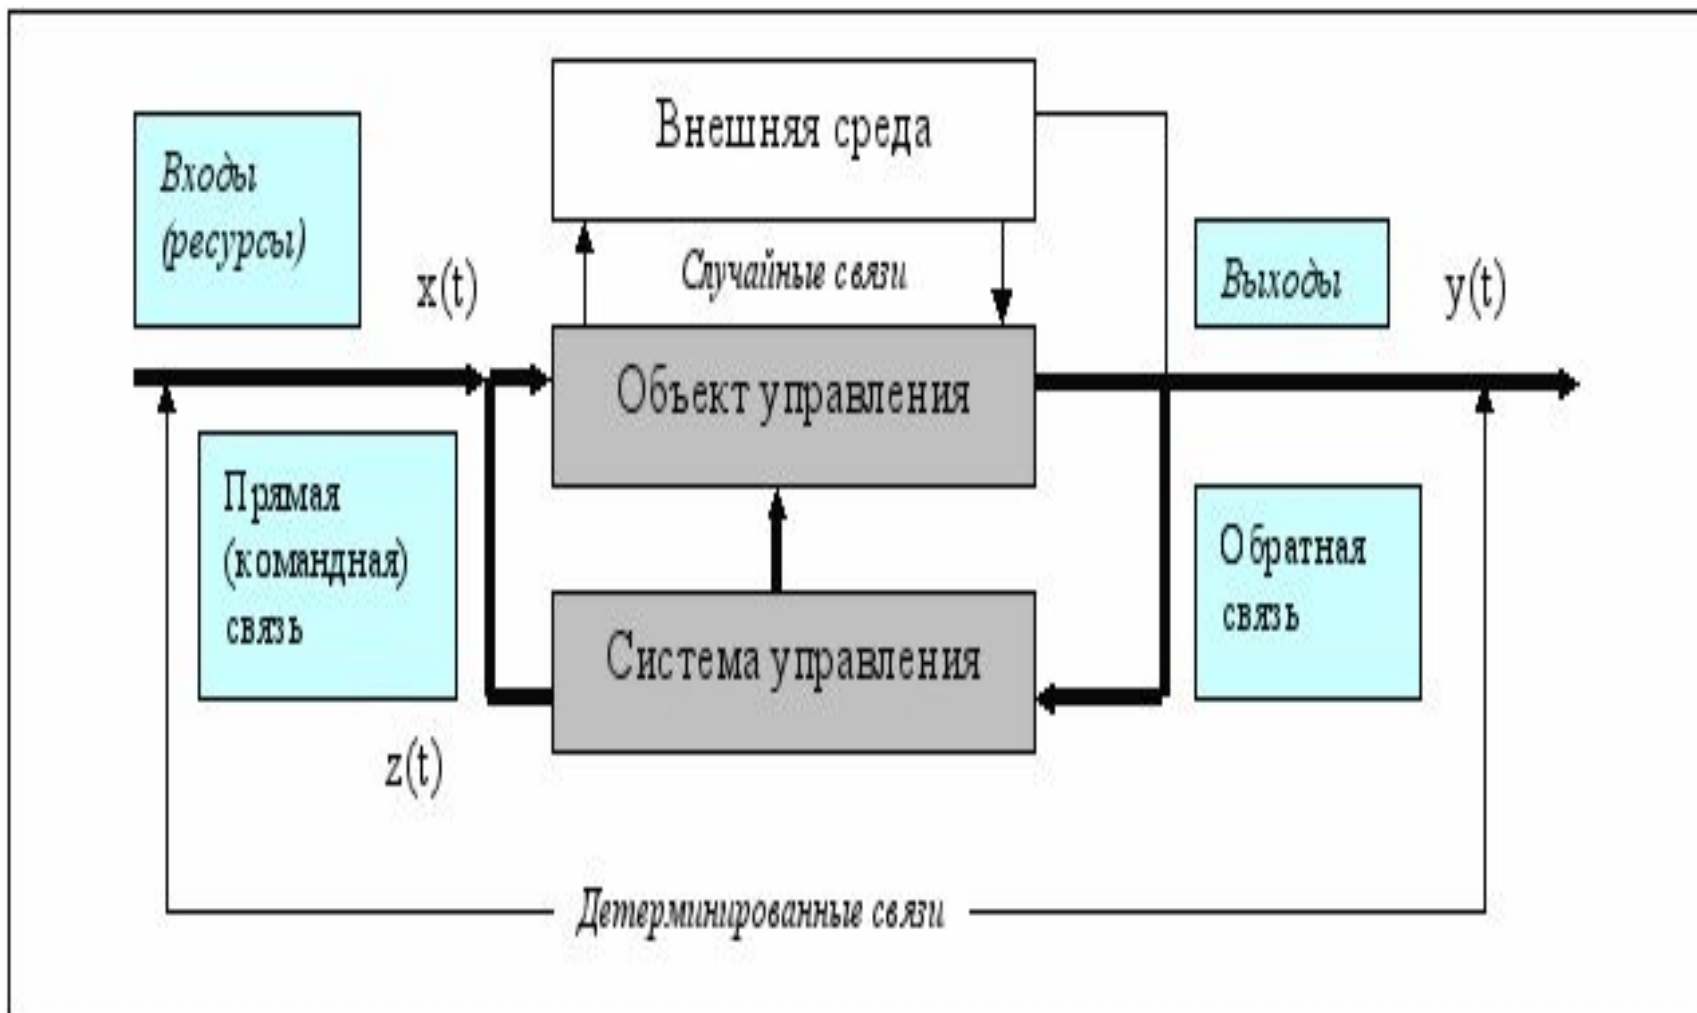 Внешняя среда
Входы
(ресурсы)
x(t)
Случайные связи
Выходы
y(t)
Объект управления
Прямая
(командная)
связь
Обратная
связь
Система управления
z(t)
Детерминированные связи